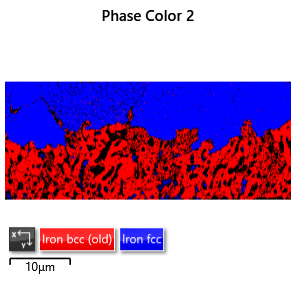 Phase Color 2
X
Y
Iron bcc (old) Iron fcc
10µm